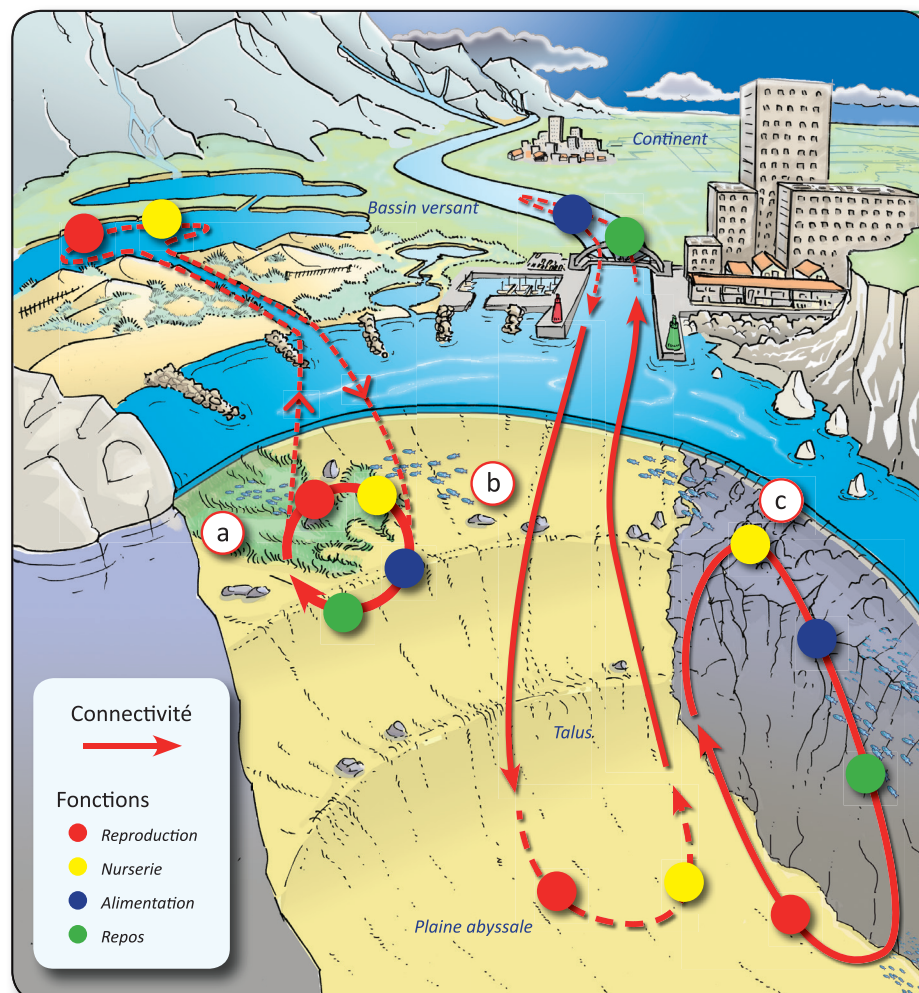 Continent
Bassin versant
a
b
c
Talus
Plaine abyssale
Connectivité
Fonctions
Reproduction
Nurserie
Alimentation
Repos